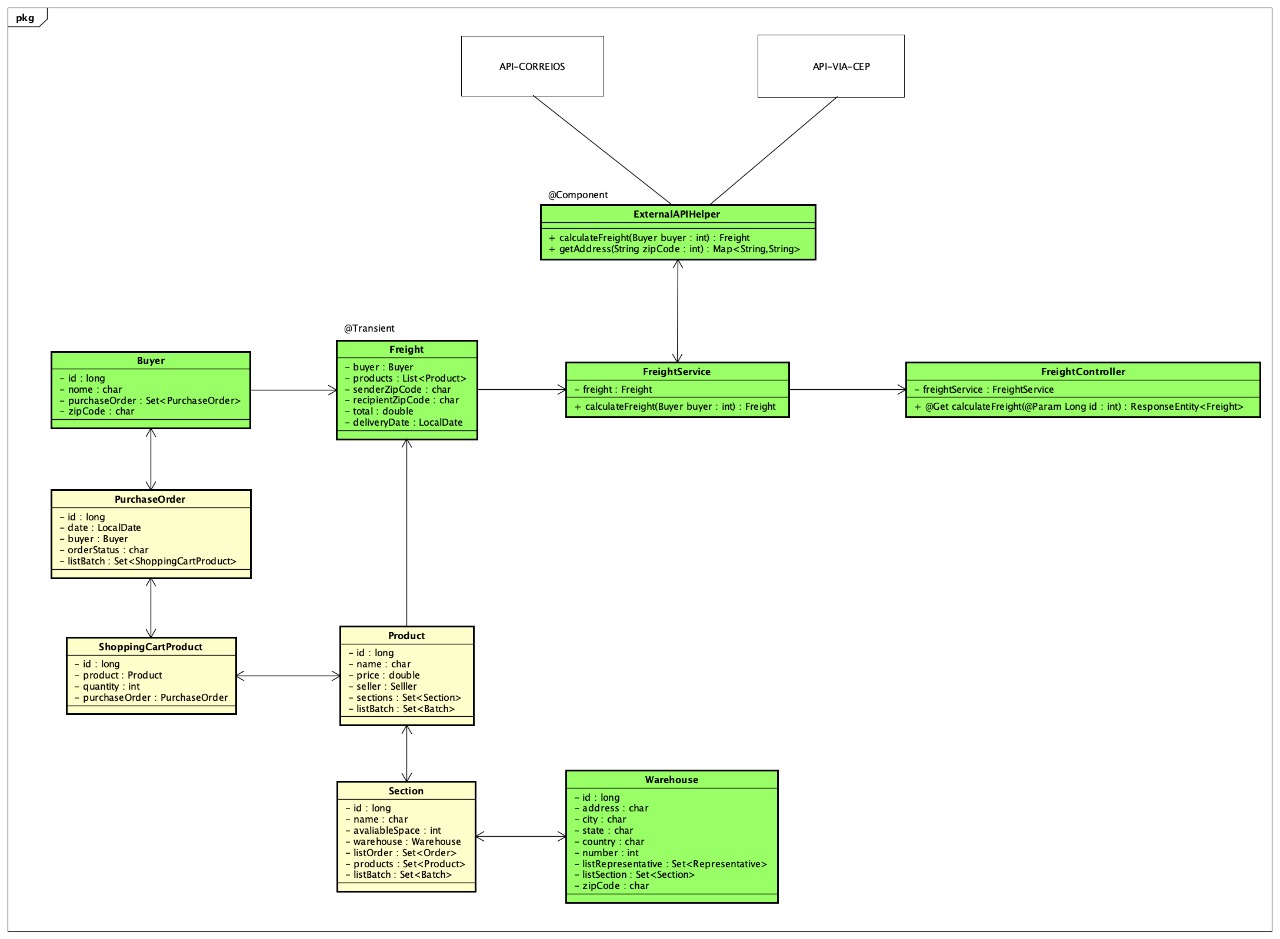 pkg
API-CORREIOS
API-VIA-CEP
@Component
ExternalAPIHelper
+ calculateFreight(Buyer buyer : int) : Freight
+ getAddress(String zipCode : int) : Map<String,String>
@Transient
Buyer
- id : long
- nome : char
- purchaseOrder : Set<PurchaseOrder>
- zipCode : char
Freight
- buyer : Buyer
- products : List<Product>
- senderZipCode : char
- recipientZipCode : char
- total : double
- deliveryDate : LocalDate
FreightService
- freight : Freight
+ calculateFreight(Buyer buyer : int) : Freight
FreightController
- freightService : FreightService
+ @Get calculateFreight(@Param Long id : int) : ResponseEntity<Freight>
PurchaseOrder
- id : long
- date : LocalDate
- buyer : Buyer
- orderStatus : char
- listBatch : Set<ShoppingCartProduct>
ShoppingCartProduct
- id : long
- product : Product
- quantity : int
- purchaseOrder : PurchaseOrder
Product
- id : long
- name : char
- price : double
- seller : Selller
- sections : Set<Section>
- listBatch : Set<Batch>
Section
- id : long
- name : char
- avaliableSpace : int
- warehouse : Warehouse
- listOrder : Set<Order>
- products : Set<Product>
- listBatch : Set<Batch>
Warehouse
- id : long
- address : char
- city : char
- state : char
- country : char
- number : int
- listRepresentative : Set<Representative>
- listSection : Set<Section>
- zipCode : char